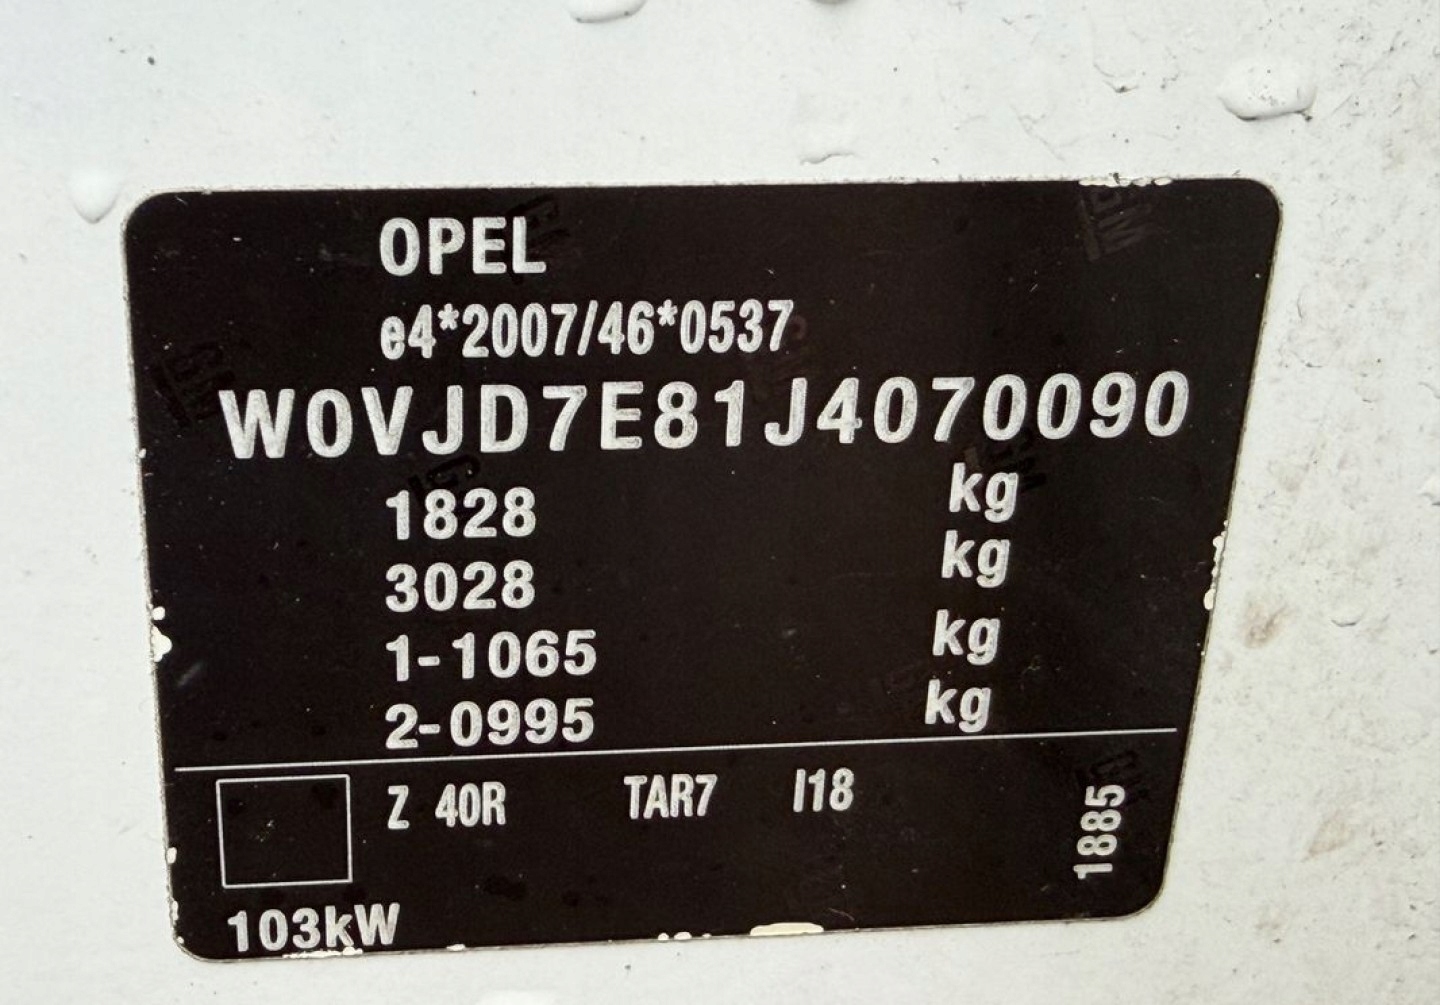 OPEL
e4*2007/46*0537
W0VJD7E81J4070090
1828 kg
3028 kg
1-1065 kg
2-0995 kg
Z 40R TAR7 I18
1885
103kW